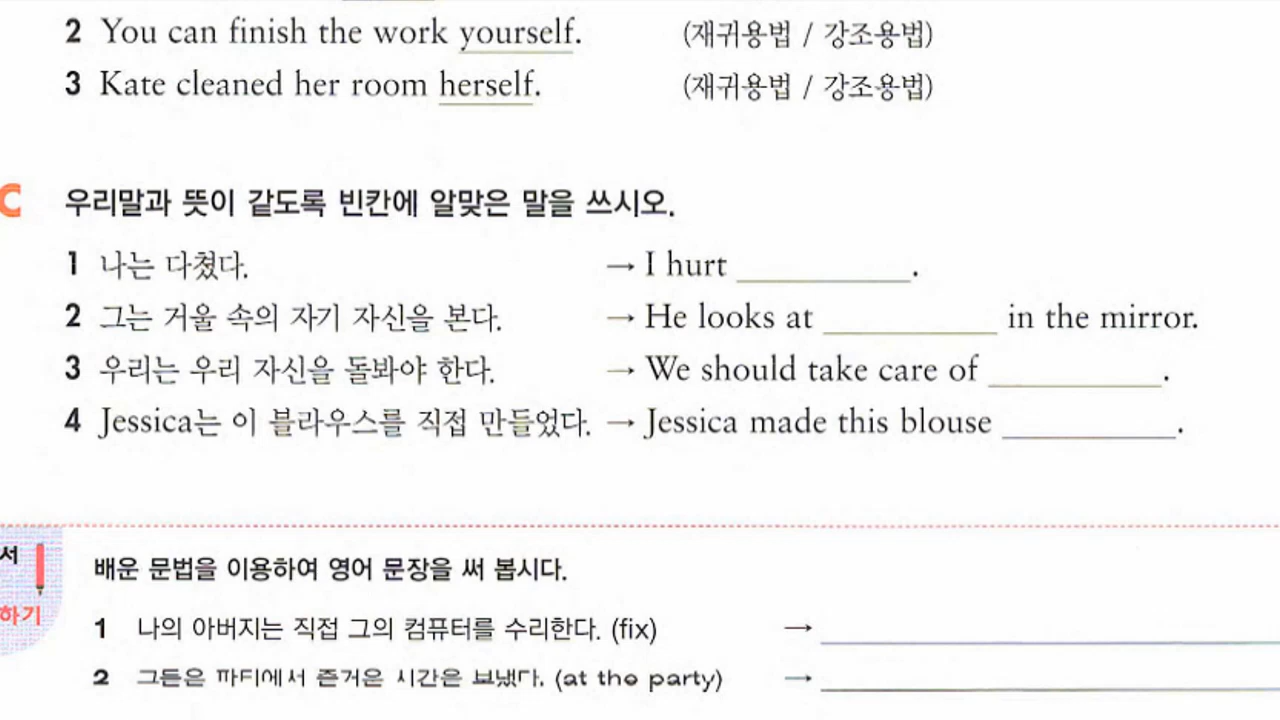 2 You can finish the work yourself. (재귀용법 / 강조용법)
3 Kate cleaned her room herself. (재귀용법 / 강조용법)
C 우리말과 뜻이 같도록 빈칸에 알맞은 말을 쓰시오.
1 나는 다쳤다. → I hurt __________.
2 그는 거울 속의 자기 자신을 본다. → He looks at __________ in the mirror.
3 우리는 우리 자신을 돌봐야 한다. → We should take care of __________.
4 Jessica는 이 블라우스를 직접 만들었다. → Jessica made this blouse __________.
서
하기
배운 문법을 이용하여 영어 문장을 써 봅시다.
1 나의 아버지는 직접 그의 컴퓨터를 수리한다. (fix) → __________
2 그들은 파티에서 즐거운 시간을 보냈다. (at the party) → __________